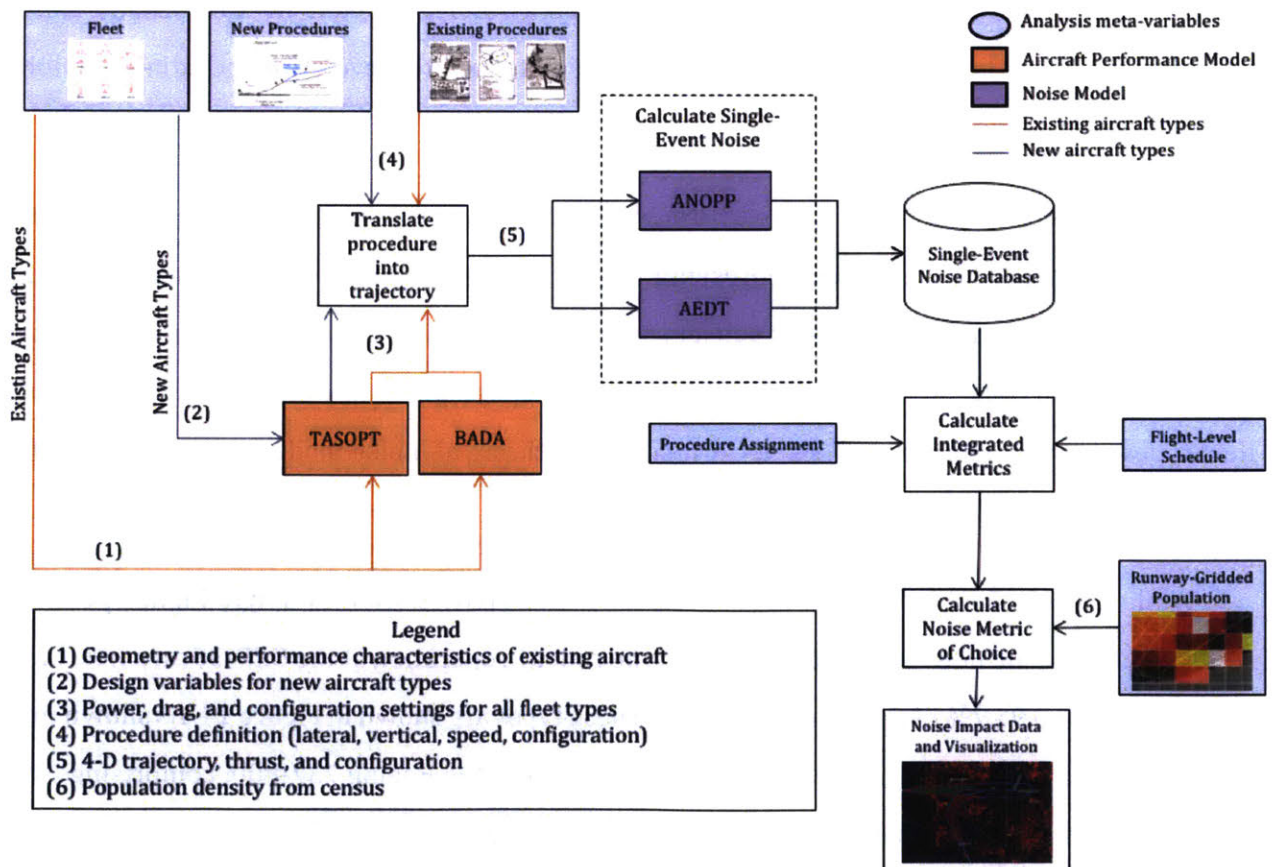 Fleet
New Procedures
Existing Procedures
Analysis meta-variables
Aircraft Performance Model
Noise Model
Existing aircraft types
New aircraft types
Calculate Single-
Event Noise
(4)
Translate
procedure
into
trajectory
(5)
ANOPP
AEDT
Single-Event
Noise Database
Existing Aircraft Types
New Aircraft Types
(3)
(2)
TASOPT
BADA
(1)
Procedure Assignment
Calculate
Integrated
Metrics
Flight-Level
Schedule
Calculate
Noise Metric
of Choice
(6)
Runway-Gridded
Population
Noise Impact Data
and Visualization
Legend
(1) Geometry and performance characteristics of existing aircraft
(2) Design variables for new aircraft types
(3) Power, drag, and configuration settings for all fleet types
(4) Procedure definition (lateral, vertical, speed, configuration)
(5) 4-D trajectory, thrust, and configuration
(6) Population density from census